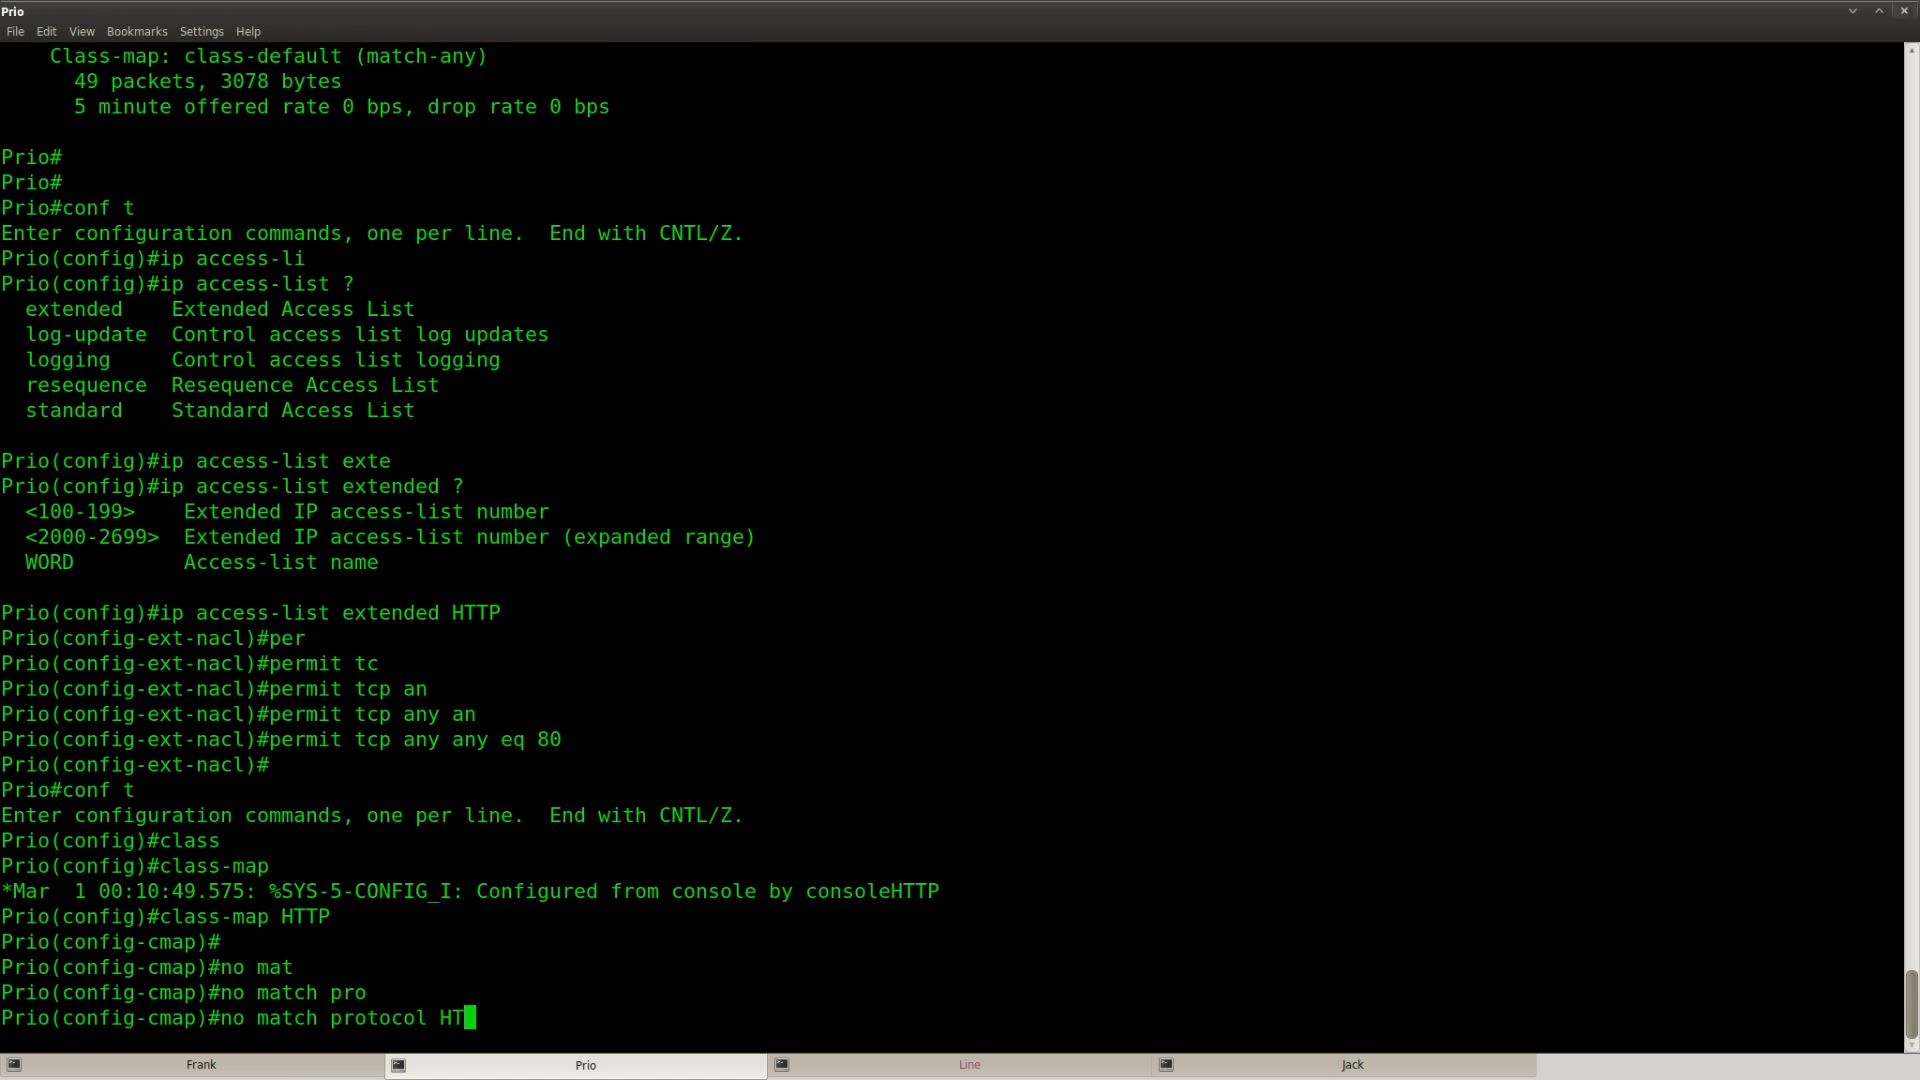 Prio
File Edit View Bookmarks Settings Help
Class-map: class-default (match-any)
49 packets, 3078 bytes
5 minute offered rate 0 bps, drop rate 0 bps
Prio#
Prio#
Prio#conf t
Enter configuration commands, one per line.  End with CNTL/Z.
Prio(config)#ip access-li
Prio(config)#ip access-list ?
extended    Extended Access List
log-update  Control access list log updates
logging     Control access list logging
resequence  Resequence Access List
standard    Standard Access List
Prio(config)#ip access-list exte
Prio(config)#ip access-list extended ?
<100-199>    Extended IP access-list number
<2000-2699>  Extended IP access-list number (expanded range)
WORD         Access-list name
Prio(config)#ip access-list extended HTTP
Prio(config-ext-nacl)#per
Prio(config-ext-nacl)#permit tc
Prio(config-ext-nacl)#permit tcp an
Prio(config-ext-nacl)#permit tcp any an
Prio(config-ext-nacl)#permit tcp any any eq 80
Prio(config-ext-nacl)#
Prio#conf t
Enter configuration commands, one per line.  End with CNTL/Z.
Prio(config)#class
Prio(config)#class-map
*Mar  1 00:10:49.575: %SYS-5-CONFIG_I: Configured from console by consoleHTTP
Prio(config)#class-map HTTP
Prio(config-cmap)#
Prio(config-cmap)#no mat
Prio(config-cmap)#no match pro
Prio(config-cmap)#no match protocol HT
Frank Prio Line Jack